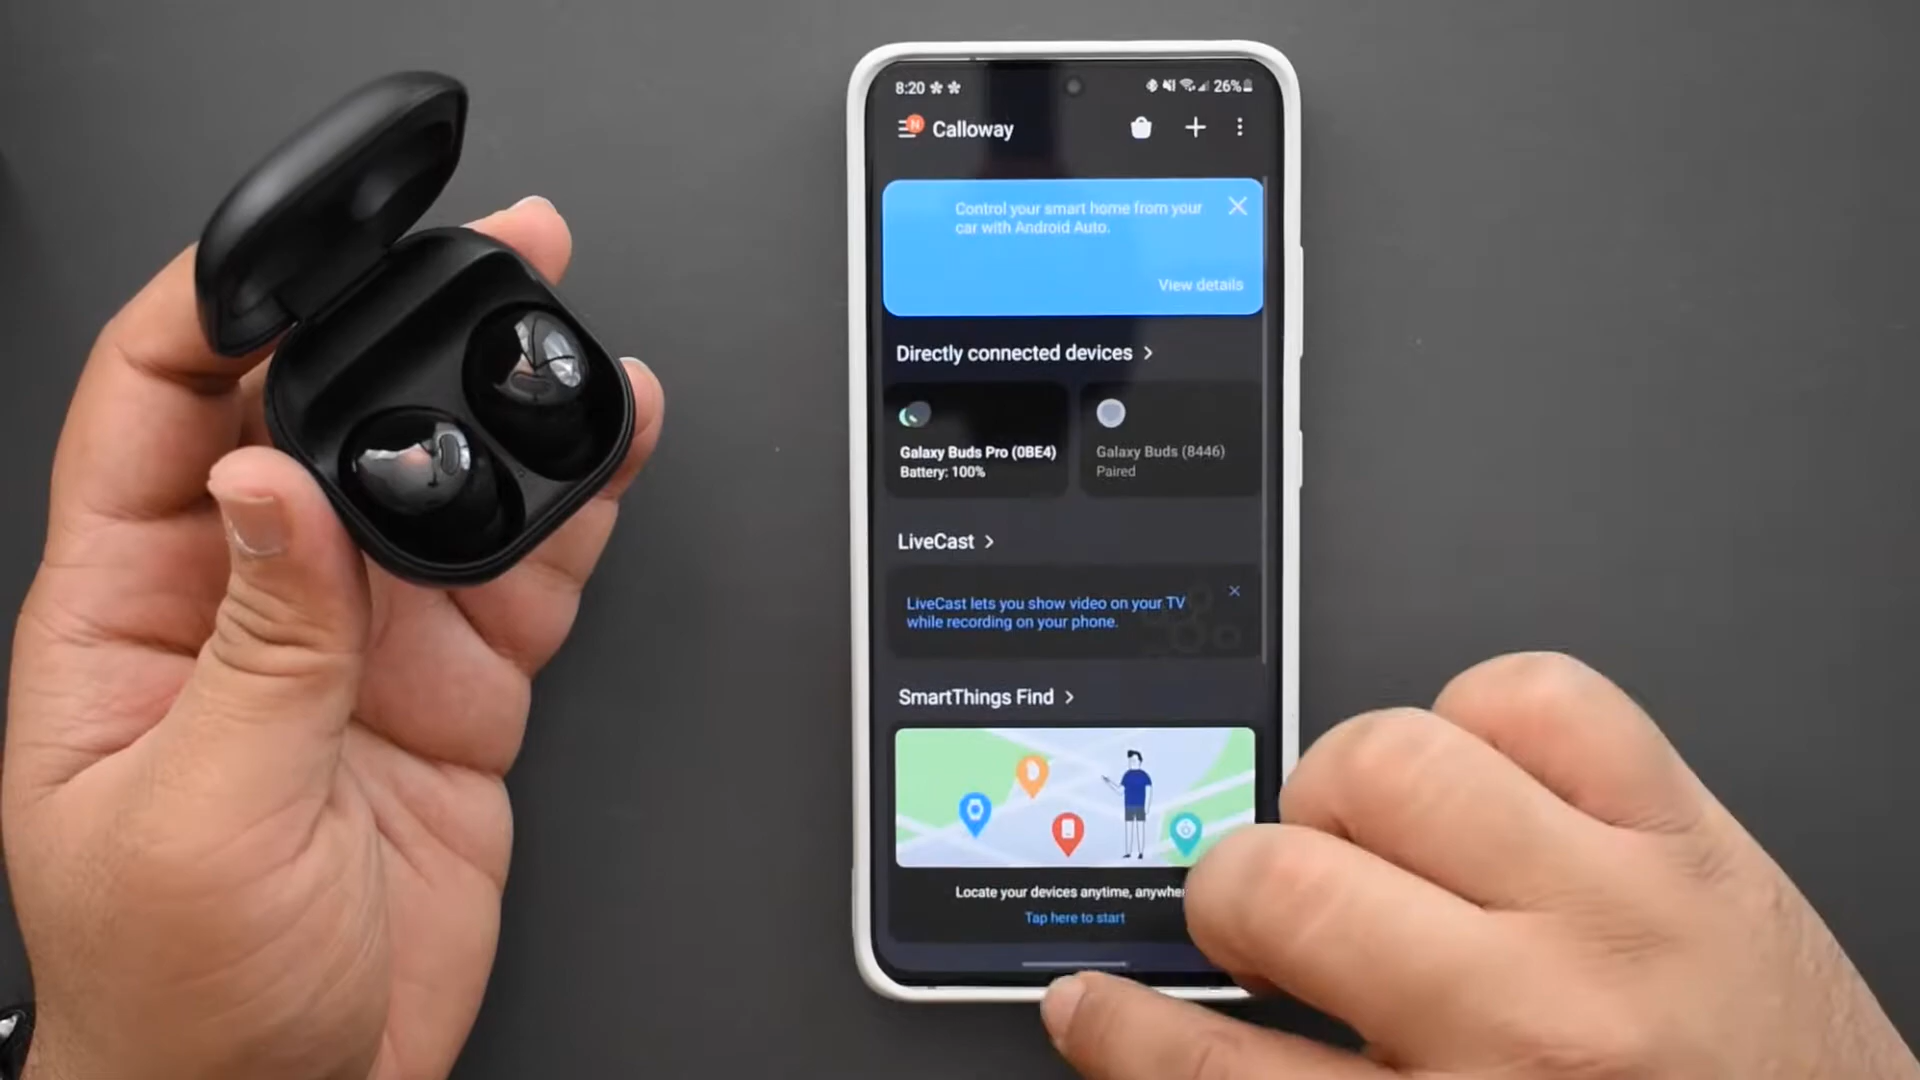 8:20
26%
N
Calloway
Control your smart home from your
car with Android Auto.
View details
Directly connected devices
Galaxy Buds Pro (0BE4)
Battery: 100%
Galaxy Buds (8446)
Paired
LiveCast
LiveCast lets you show video on your TV
while recording on your phone.
SmartThings Find
Locate your devices anytime,
Tap here to start